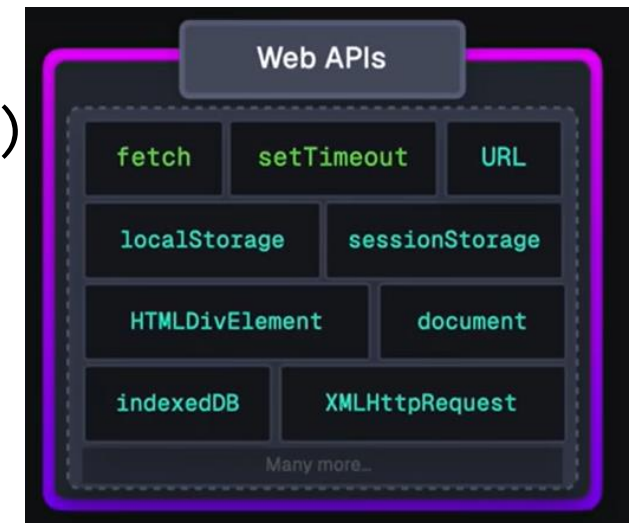 Web APIs
)
fetch setTimeout URL
localStorage sessionStorage
HTMLDivElement document
indexedDB XMLHttpRequest
Many more...